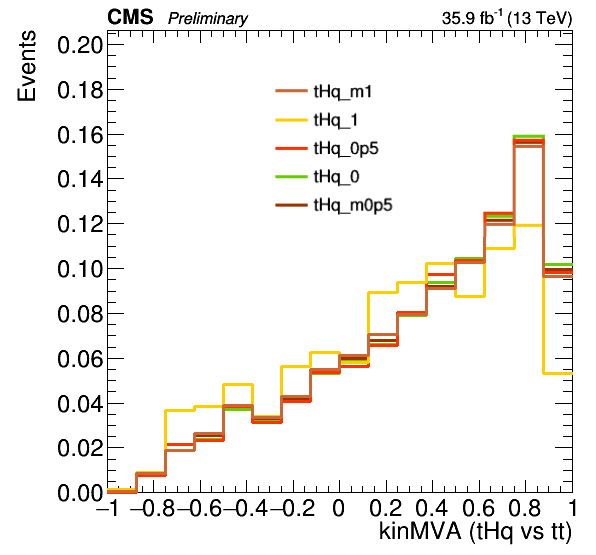 CMS Preliminary 35.9 fb⁻¹ (13 TeV)
Events
0.20
0.18
0.16
0.14
0.12
0.10
0.08
0.06
0.04
0.02
0.00
tHq_m1
tHq_1
tHq_0p5
tHq_0
tHq_m0p5
−1 −0.8 −0.6 −0.4 −0.2 0 0.2 0.4 0.6 0.8 1
kinMVA (tHq vs tt)